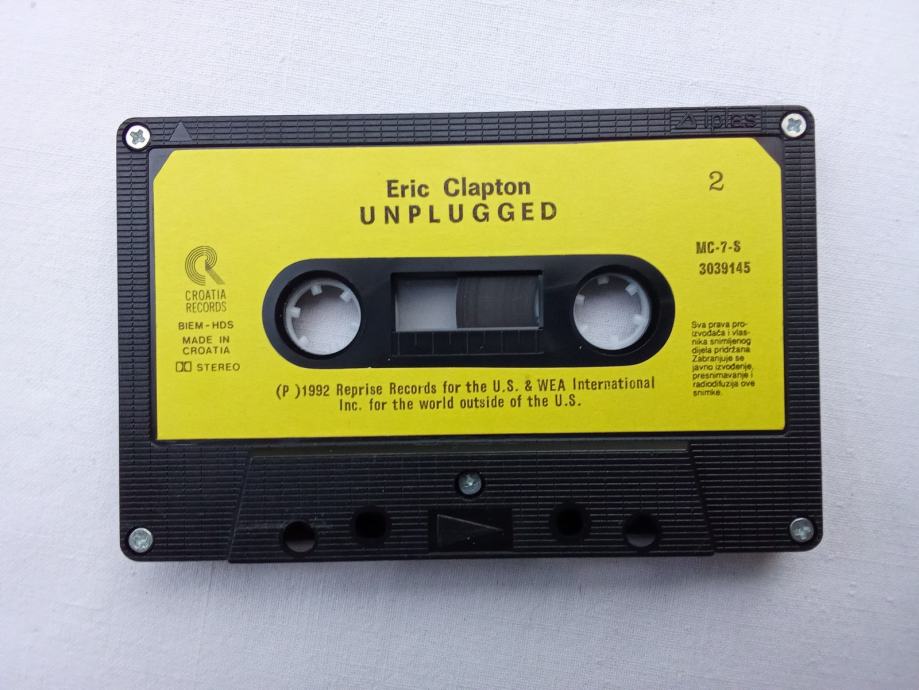 Eric Clapton
UNPLUGGED
2
MC-7-S
3039145
CROATIA
RECORDS
BIEM-HDS
MADE IN
CROATIA
STEREO
Sva prava pro-
izvođača i vlas-
nika snimljenog
dijela pridržana
Zabranjuje se
javno izvođenje,
presnimavanje i
radiodifuzija ove
snimke.
(P)1992 Reprise Records for the U.S. & WEA International
Inc. for the world outside of the U.S.